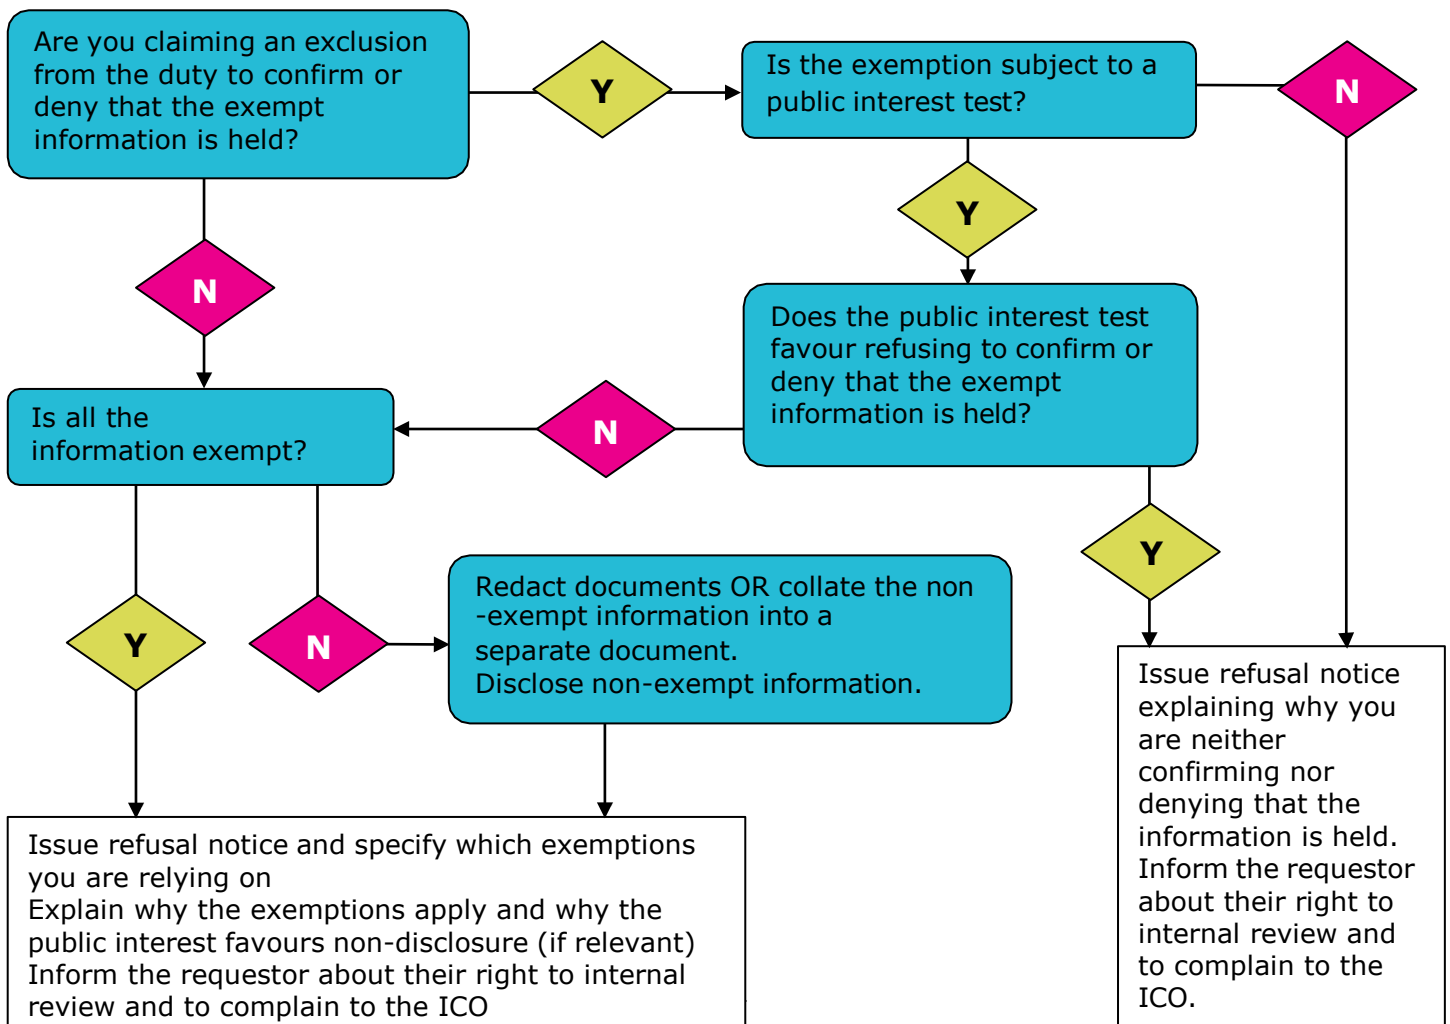 Are you claiming an exclusion
from the duty to confirm or
deny that the exempt
information is held?
Y
Is the exemption subject to a
public interest test?
N
Y
N
Does the public interest test
favour refusing to confirm or
deny that the exempt
information is held?
Is all the
information exempt?
N
Y
Y
N
Redact documents OR collate the non
-exempt information into a
separate document.
Disclose non-exempt information.
Issue refusal notice
explaining why you
are neither
confirming nor
denying that the
information is held.
Inform the requestor
about their right to
internal review and
to complain to the
ICO.
Issue refusal notice and specify which exemptions
you are relying on
Explain why the exemptions apply and why the
public interest favours non-disclosure (if relevant)
Inform the requestor about their right to internal
review and to complain to the ICO